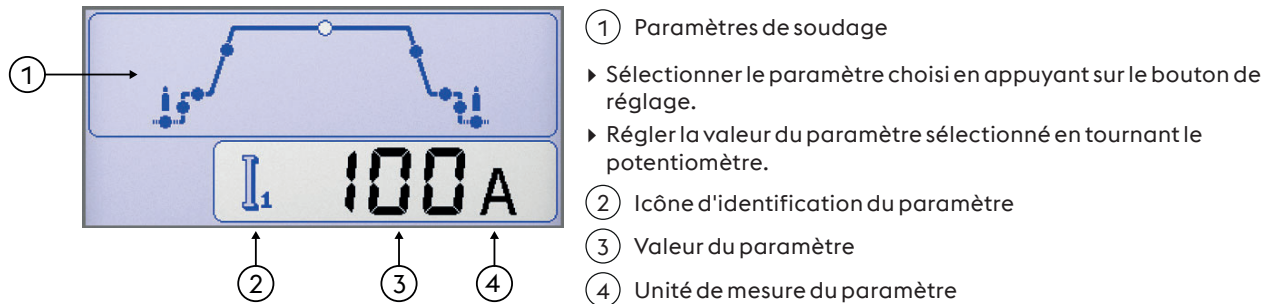 1
I1 100 A
2 3 4
1 Paramètres de soudage
▸ Sélectionner le paramètre choisi en appuyant sur le bouton de
réglage.
▸ Régler la valeur du paramètre sélectionné en tournant le
potentiomètre.
2 Icône d'identification du paramètre
3 Valeur du paramètre
4 Unité de mesure du paramètre